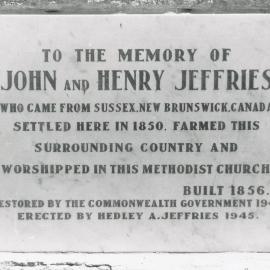 TO THE MEMORY OF
JOHN AND HENRY JEFFRIES
WHO CAME FROM SUSSEX, NEW BRUNSWICK, CANADA
SETTLED HERE IN 1850. FARMED THIS
SURROUNDING COUNTRY AND
WORSHIPPED IN THIS METHODIST CHURCH
BUILT 1856.
ESTORED BY THE COMMONWEALTH GOVERNMENT 194
ERECTED BY HEDLEY A. JEFFRIES 1945.